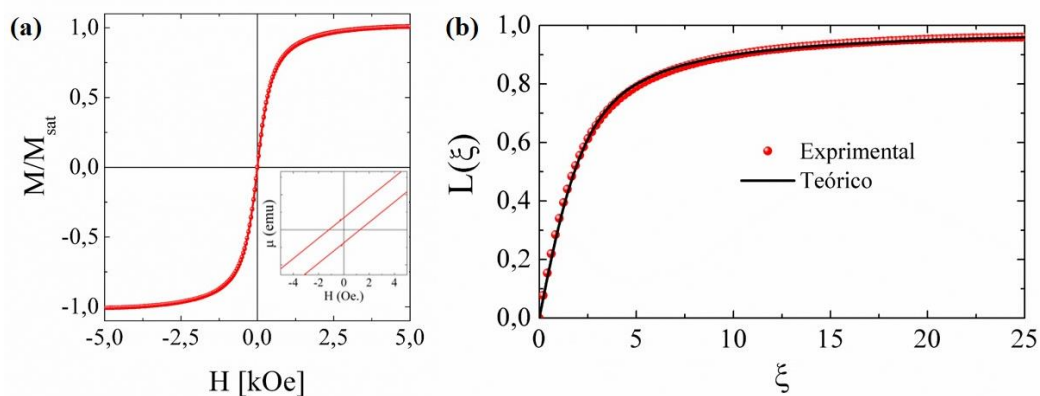 (a)
M/M_sat
1,0
0,5
0,0
-0,5
-1,0
-5,0 -2,5 0,0 2,5 5,0
H [kOe]
μ (emu)
-4 -2 0 2 4
H (Oe.)
(b)
L(ξ)
1,0
0,8
0,6
0,4
0,2
0,0
0 5 10 15 20 25
ξ
Exprimental
Teórico